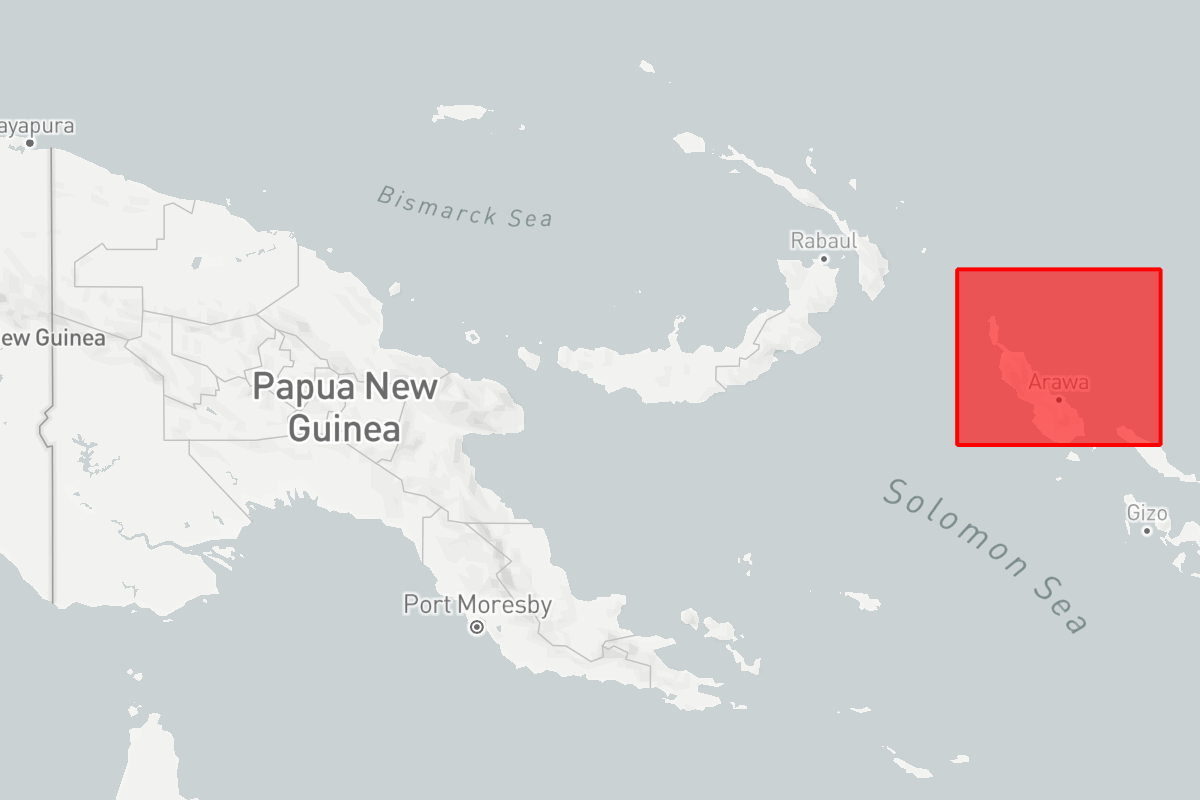 ayapura
Bismarck Sea
Rabaul
ew Guinea
Papua New
Guinea
Arawa
Solomon Sea
Gizo
Port Moresby